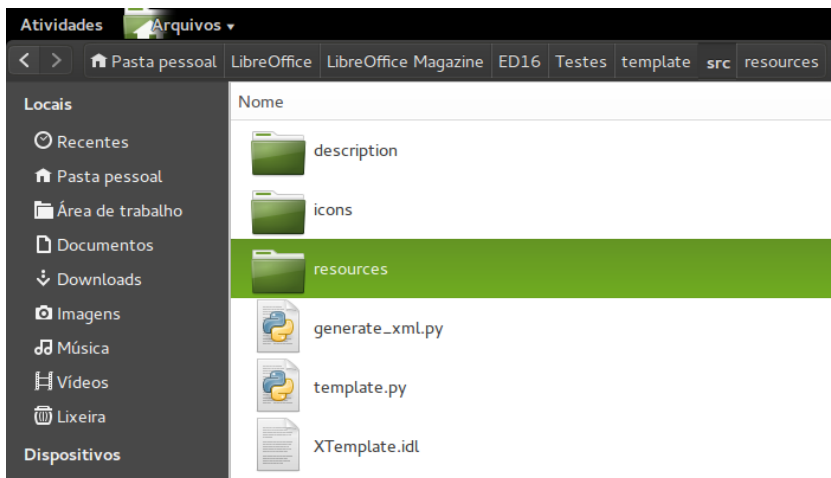 Atividades Arquivos
Pasta pessoal LibreOffice LibreOffice Magazine ED16 Testes template src resources
Locais
Recentes
Pasta pessoal
Área de trabalho
Documentos
Downloads
Imagens
Música
Vídeos
Lixeira
Dispositivos
Nome
description
icons
resources
generate_xml.py
template.py
XTemplate.idl